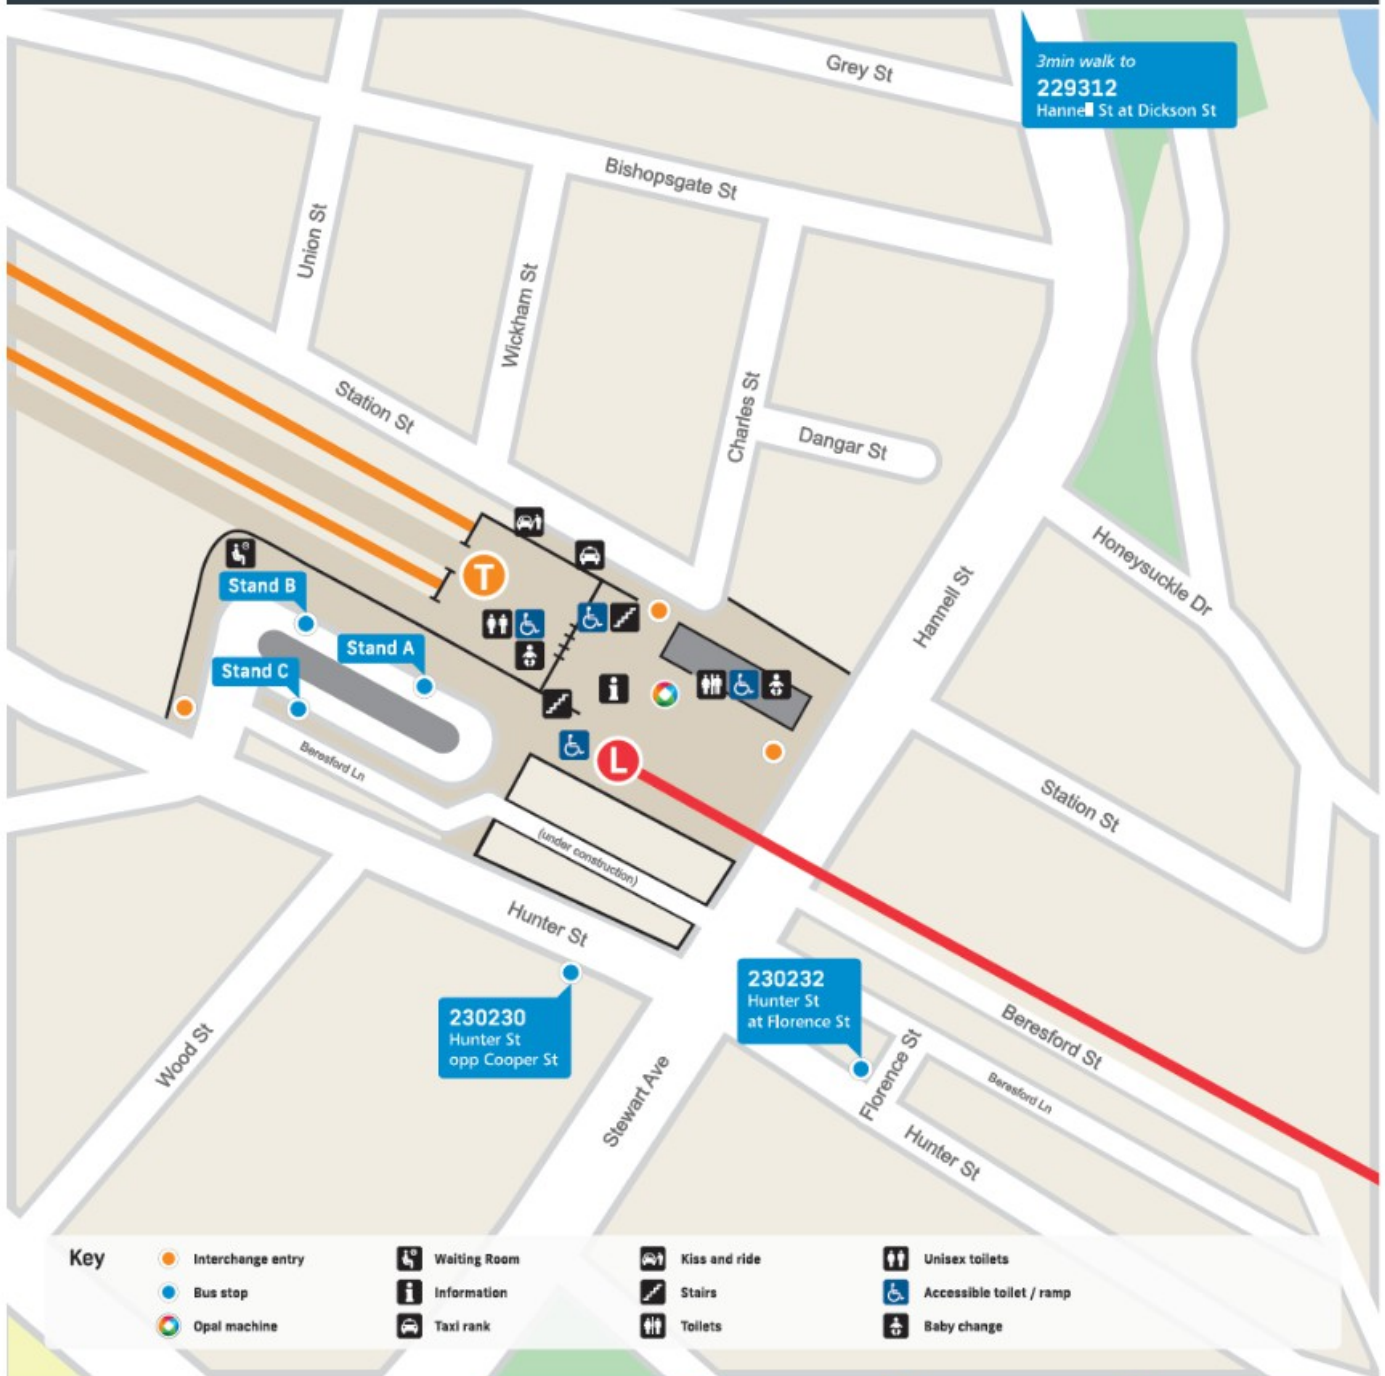 Grey St
3min walk to
229312
Hanne St at Dickson St
Bishopsgate St
Union St
Wickham St
Station St
Charles St
Dangar St
Honeysuckle Dr
Hannell St
T
Stand B
Stand A
Stand C
Beresford Ln
L
Station St
(under construction)
Hunter St
230230
Hunter St
opp Cooper St
230232
Hunter St
at Florence St
Wood St
Stewart Ave
Florence St
Beresford St
Beresford Ln
Hunter St
Key
Interchange entry
Bus stop
Opal machine
Waiting Room
Information
Taxi rank
Kiss and ride
Stairs
Toilets
Unisex toilets
Accessible toilet / ramp
Baby change